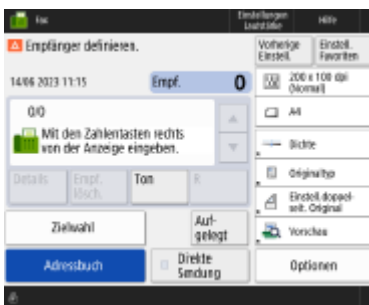 Fax
Einstellungen
Lautstärke
Hilfe
Empfänger definieren.
Vorherige
Einstell.
Einstell.
Favoriten
14/06 2023 11:15
Empf.
0
200 x 100 dpi
(Normal)
0/0
A4
Mit den Zahlentasten rechts
von der Anzeige eingeben.
Dichte
Details
Empf.
lösch.
Ton
R
Originaltyp
Einstell. doppel-
seit. Original
Zielwahl
Auf-
gelegt
Vorschau
Adressbuch
Direkte
Sendung
Optionen